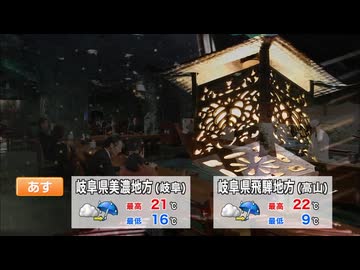 あす
岐阜県美濃地方(岐阜)
最高 21℃
最低 16℃
岐阜県飛騨地方(高山)
最高 22℃
最低 9℃